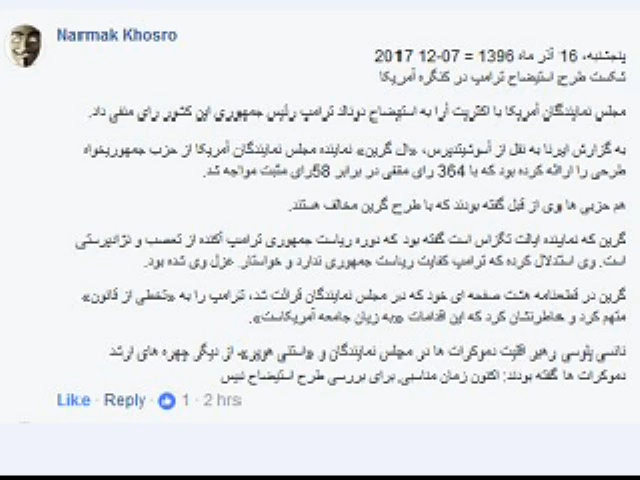 Narmak Khosro
پنجشنبه، 16 آذر ماه 1396 = 07-12 2017
شکست طرح استیضاح ترامپ در کنگره آمریکا
مجلس نمایندگان آمریکا با اکثریت آرا به استیضاح دونالد ترامپ رئیس جمهوری این کشور رای منفی داد.
به گزارش ایرنا به نقل از آسوشیتدپرس، «ال گرین» نماینده مجلس نمایندگان آمریکا از حزب جمهوریخواه
طرحی را ارائه کرده بود که با 364 رای منفی در برابر 58رای مثبت مواجه شد.
هم حزبی ها وی از قبل گفته بودند که با طرح گرین مخالف هستند.
گرین که نماینده ایالت تگزاس است گفته بود که دوره ریاست جمهوری ترامپ آکنده از تعصب و نژادپرستی
است. وی استدلال کرده که ترامپ کفایت ریاست جمهوری ندارد و خواستار عزل وی شده بود.
گرین در قطعنامه هشت صفحه ای خود که در مجلس نمایندگان قرائت شد، ترامپ را به «تخطی از قانون»
متهم کرد و خاطرنشان کرد که این اقدامات «به زیان جامعه آمریکاست».
نانسی پلوسی رهبر اقلیت دموکرات ها در مجلس نمایندگان و «استنی هویر» از دیگر چهره های ارشد
دموکرات ها گفته بودند: اکنون زمان مناسبی برای بررسی طرح استیضاح نیس
Like · Reply · 1 · 2 hrs